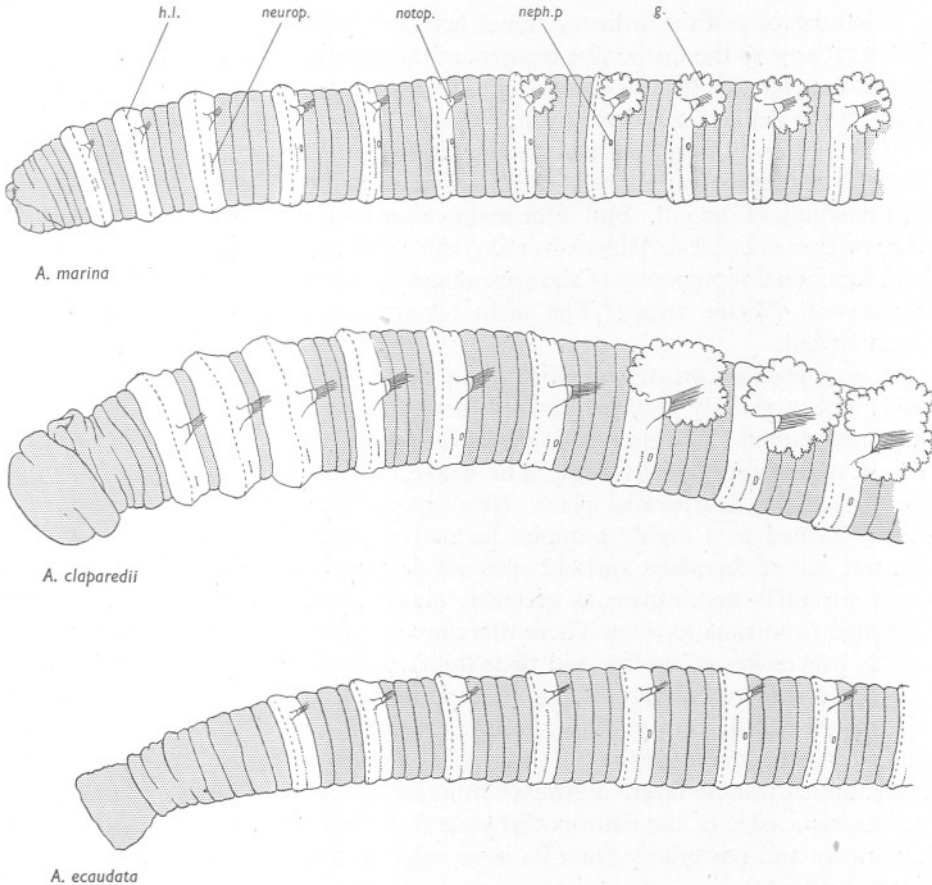 h.l. neurop. notop. neph.p g.
A. marina
A. claparedii
A. ecaudata